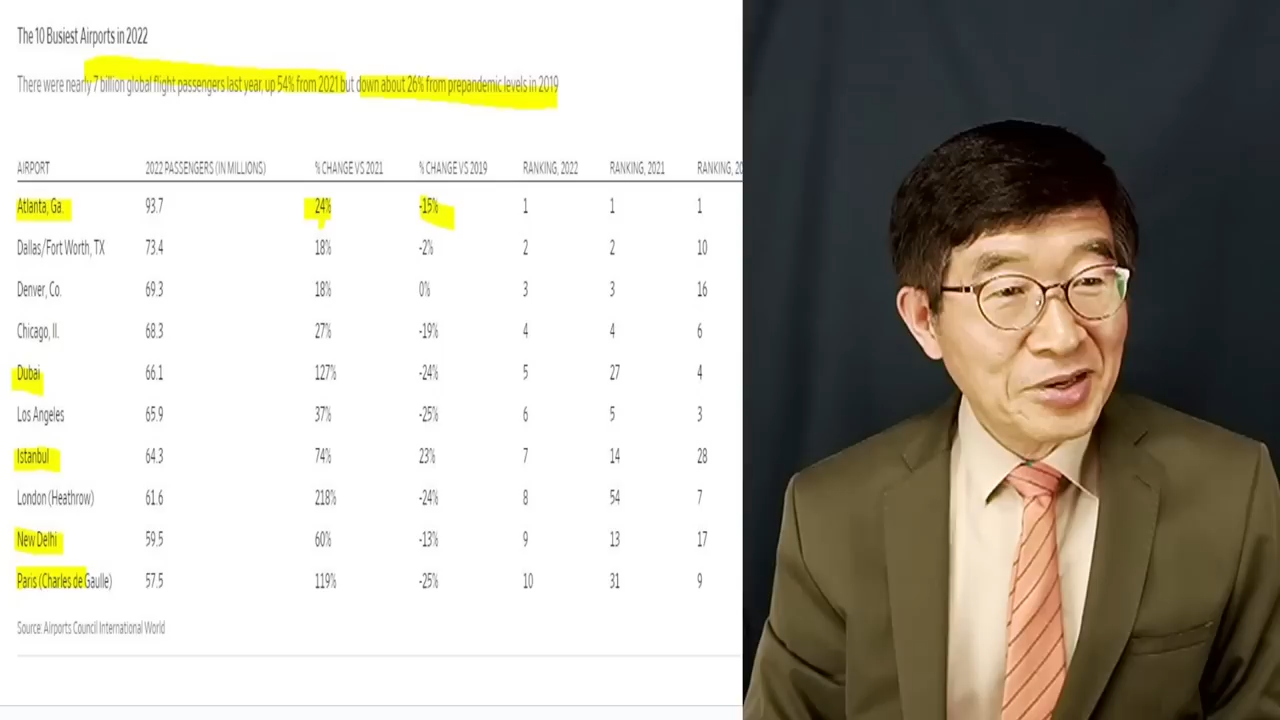 The 10 Busiest Airports in 2022
There were nearly 7 billion global flight passengers last year, up 54% from 2021 but down about 26% from prepandemic levels in 2019
AIRPORT 2022 PASSENGERS (IN MILLIONS) % CHANGE VS 2021 % CHANGE VS 2019 RANKING, 2022 RANKING, 2021 RANKING, 20
Atlanta, Ga. 93.7 24% -15% 1 1 1
Dallas/Fort Worth, TX 73.4 18% -2% 2 2 10
Denver, Co. 69.3 18% 0% 3 3 16
Chicago, Il. 68.3 27% -19% 4 4 6
Dubai 66.1 127% -24% 5 27 4
Los Angeles 65.9 37% -25% 6 5 3
Istanbul 64.3 74% 23% 7 14 28
London (Heathrow) 61.6 218% -24% 8 54 7
New Delhi 59.5 60% -13% 9 13 17
Paris (Charles de Gaulle) 57.5 119% -25% 10 31 9
Source: Airports Council International World